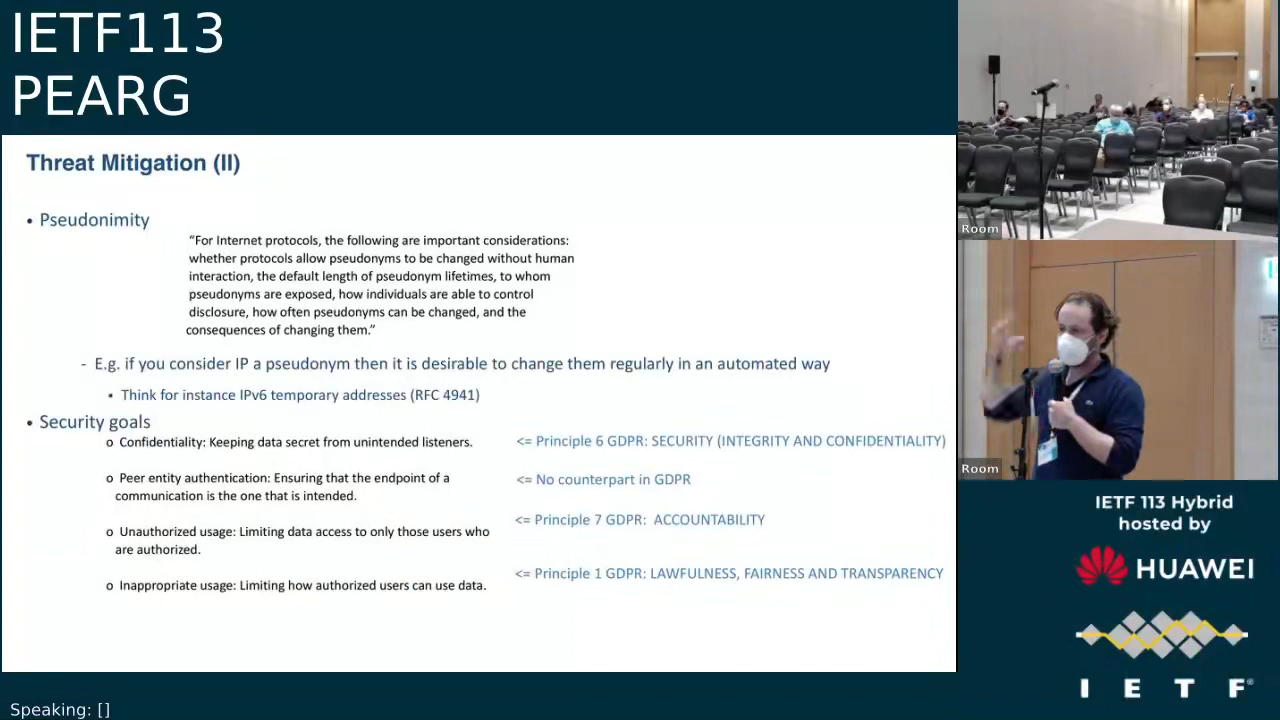 IETF113
PEARG
Threat Mitigation (II)
• Pseudonimity
“For Internet protocols, the following are important considerations:
whether protocols allow pseudonyms to be changed without human
interaction, the default length of pseudonym lifetimes, to whom
pseudonyms are exposed, how individuals are able to control
disclosure, how often pseudonyms can be changed, and the
consequences of changing them.”
- E.g. if you consider IP a pseudonym then it is desirable to change them regularly in an automated way
• Think for instance IPv6 temporary addresses (RFC 4941)
• Security goals
o Confidentiality: Keeping data secret from unintended listeners.
<= Principle 6 GDPR: SECURITY (INTEGRITY AND CONFIDENTIALITY)
o Peer entity authentication: Ensuring that the endpoint of a
communication is the one that is intended.
<= No counterpart in GDPR
o Unauthorized usage: Limiting data access to only those users who
are authorized.
<= Principle 7 GDPR: ACCOUNTABILITY
o Inappropriate usage: Limiting how authorized users can use data.
<= Principle 1 GDPR: LAWFULNESS, FAIRNESS AND TRANSPARENCY
Speaking: []
Room
Room
IETF 113 Hybrid
hosted by
HUAWEI
I E T F®